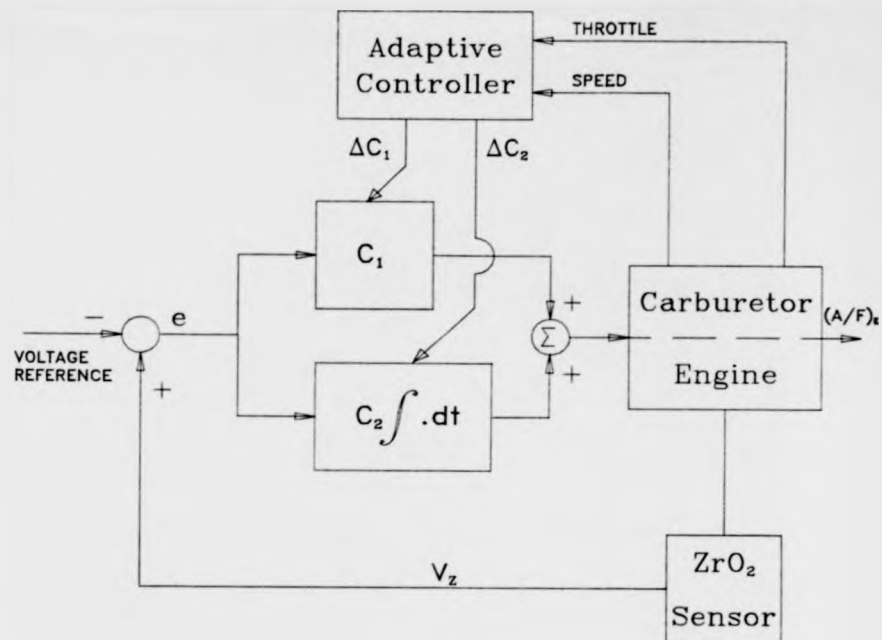 Adaptive
Controller
THROTTLE
SPEED
ΔC₁
ΔC₂
C₁
−
e
VOLTAGE
REFERENCE
+
C₂∫ .dt
+
Σ
+
Carburetor
Engine
(A/F)ᴇ
V_Z
ZrO₂
Sensor